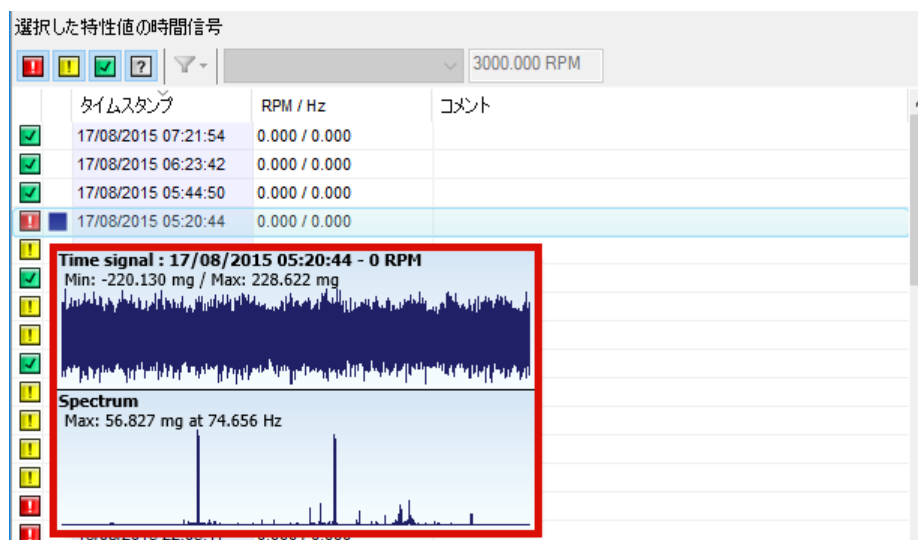 選択した特性値の時間信号
3000.000 RPM
タイムスタンプ RPM / Hz コメント
17/08/2015 07:21:54 0.000 / 0.000
17/08/2015 06:23:42 0.000 / 0.000
17/08/2015 05:44:50 0.000 / 0.000
17/08/2015 05:20:44 0.000 / 0.000
Time signal : 17/08/2015 05:20:44 - 0 RPM
Min: -220.130 mg / Max: 228.622 mg
Spectrum
Max: 56.827 mg at 74.656 Hz